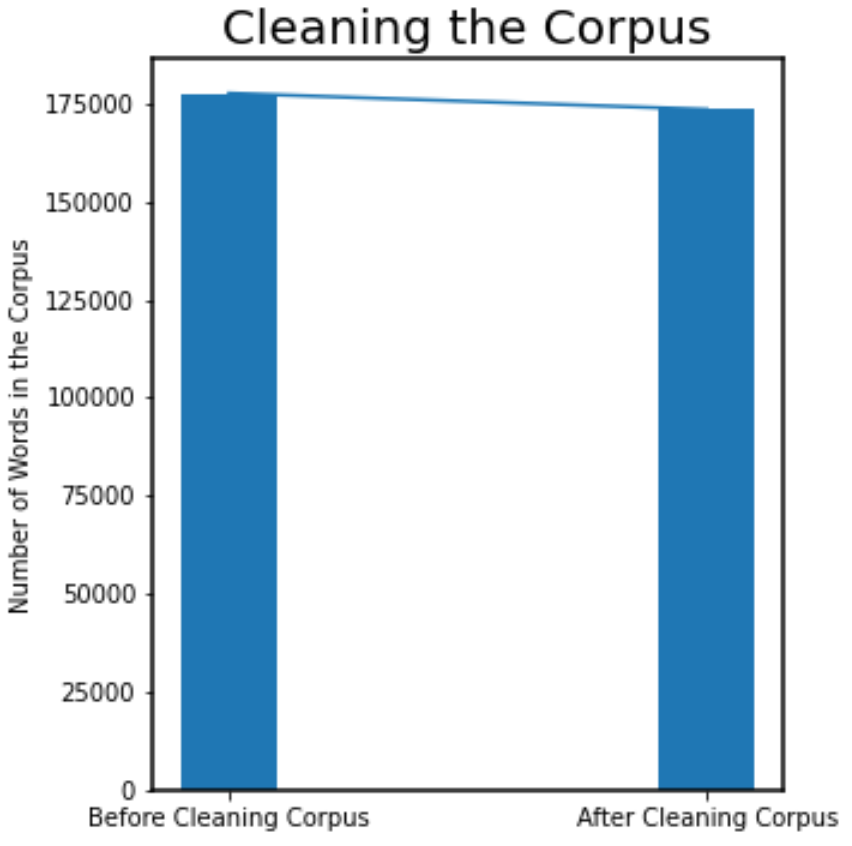 Cleaning the Corpus
Number of Words in the Corpus
175000
150000
125000
100000
75000
50000
25000
0
Before Cleaning Corpus
After Cleaning Corpus